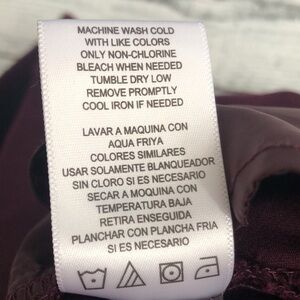 MACHINE WASH COLD
WITH LIKE COLORS
ONLY NON-CHLORINE
BLEACH WHEN NEEDED
TUMBLE DRY LOW
REMOVE PROMPTLY
COOL IRON IF NEEDED
LAVAR A MAQUINA CON
AQUA FRIYA
COLORES SIMILARES
USAR SOLAMENTE BLANQUEADOR
SIN CLORO SI ES NECESARIO
SECAR A MOQUINA CON
TEMPERATURA BAJA
RETIRA ENSEGUIDA
PLANCHAR CON PLANCHA FRIA
SI ES NECESARIO